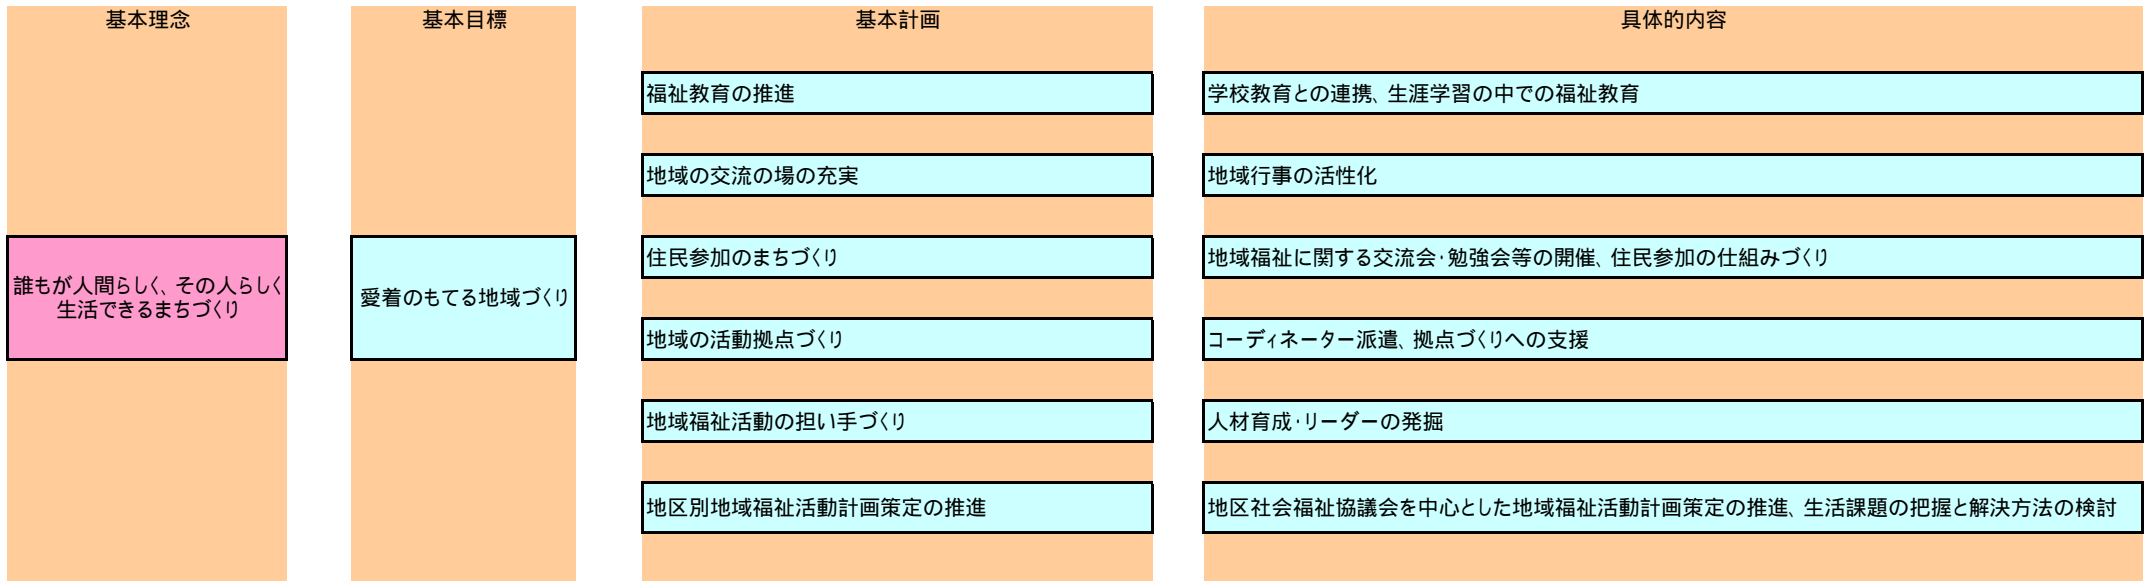 基本理念
基本目標
基本計画
具体的内容
福祉教育の推進
学校教育との連携、生涯学習の中での福祉教育
地域の交流の場の充実
地域行事の活性化
誰もが人間らしく、その人らしく
生活できるまちづくり
愛着のもてる地域づくり
住民参加のまちづくり
地域福祉に関する交流会・勉強会等の開催、住民参加の仕組みづくり
地域の活動拠点づくり
コーディネーター派遣、拠点づくりへの支援
地域福祉活動の担い手づくり
人材育成・リーダーの発掘
地区別地域福祉活動計画策定の推進
地区社会福祉協議会を中心とした地域福祉活動計画策定の推進、生活課題の把握と解決方法の検討